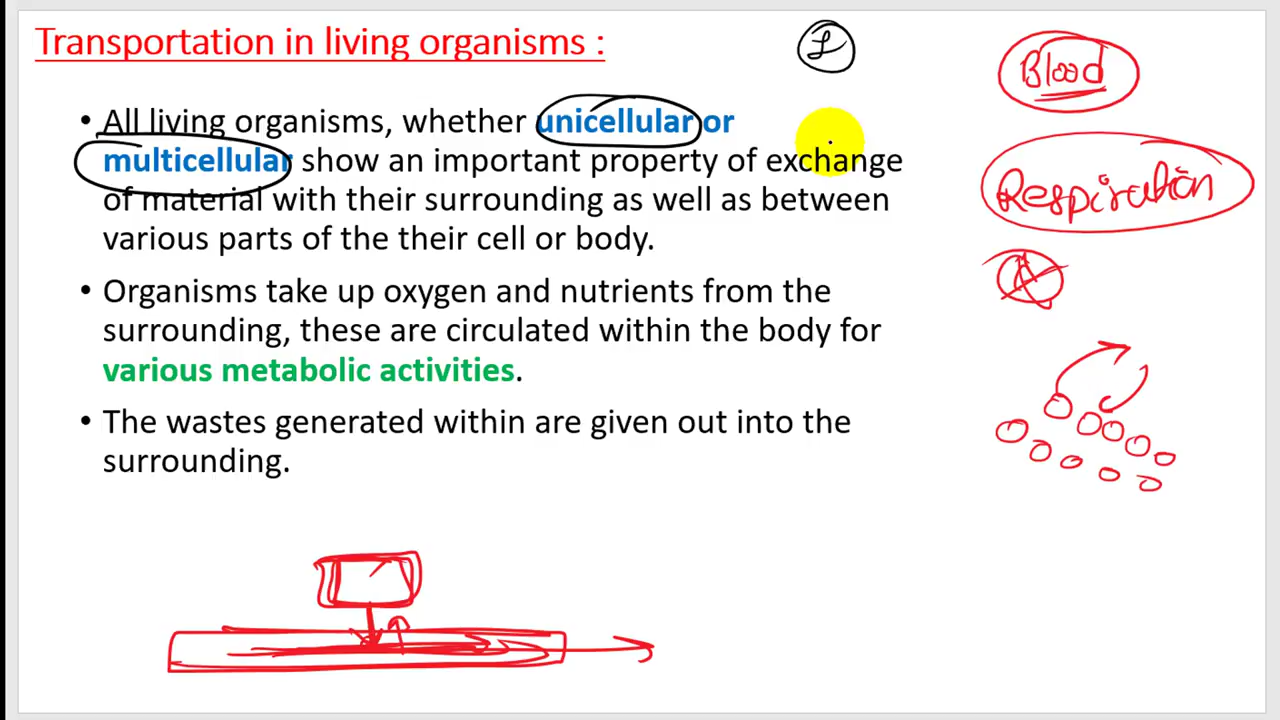 Transportation in living organisms :
Blood
• All living organisms, whether unicellular or
multicellular show an important property of exchange
of material with their surrounding as well as between
various parts of the their cell or body.
Respiration
• Organisms take up oxygen and nutrients from the
surrounding, these are circulated within the body for
various metabolic activities.
• The wastes generated within are given out into the
surrounding.